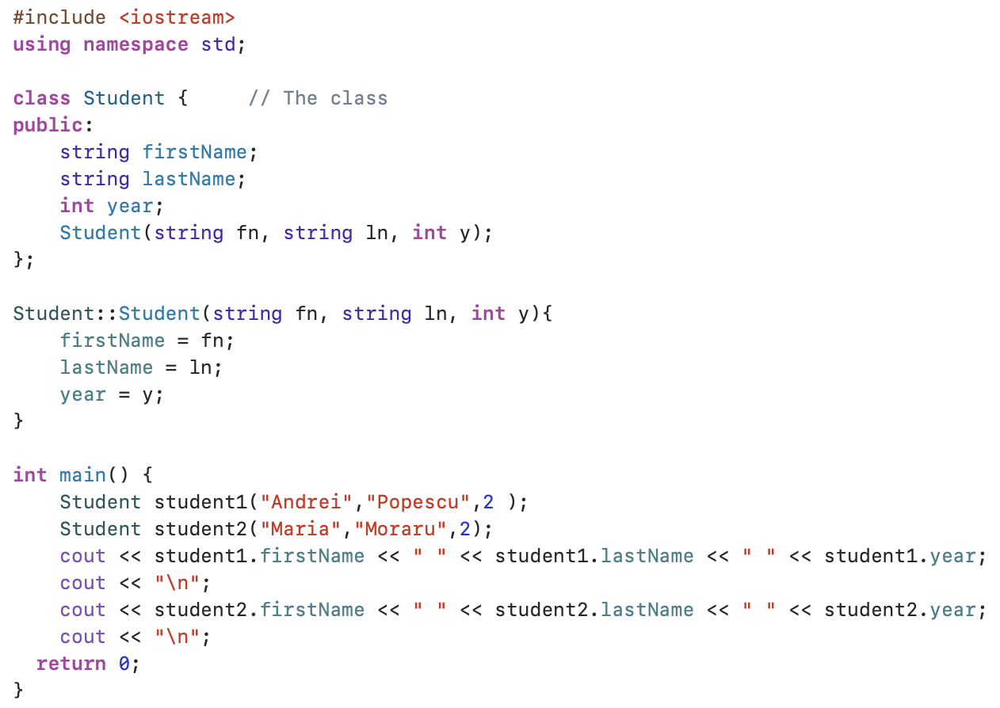 #include <iostream>
using namespace std;

class Student {     // The class
public:
    string firstName;
    string lastName;
    int year;
    Student(string fn, string ln, int y);
};

Student::Student(string fn, string ln, int y){
    firstName = fn;
    lastName = ln;
    year = y;
}

int main() {
    Student student1("Andrei","Popescu",2 );
    Student student2("Maria","Moraru",2);
    cout << student1.firstName << " " << student1.lastName << " " << student1.year;
    cout << "\n";
    cout << student2.firstName << " " << student2.lastName << " " << student2.year;
    cout << "\n";
  return 0;
}